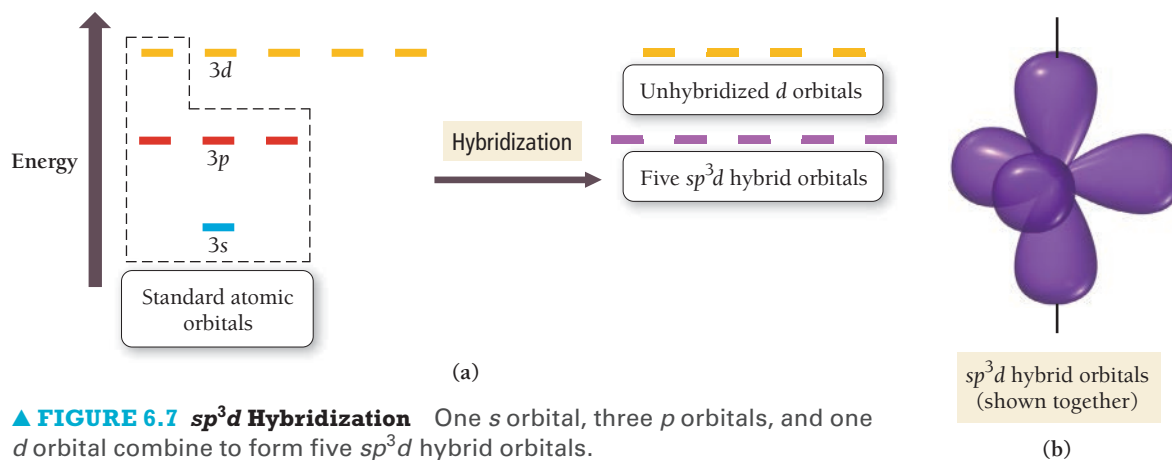 Energy
3d
3p
3s
Standard atomic
orbitals
Hybridization
Unhybridized d orbitals
Five sp³d hybrid orbitals
(a)
sp³d hybrid orbitals
(shown together)
(b)
▲ FIGURE 6.7 sp³d Hybridization One s orbital, three p orbitals, and one
d orbital combine to form five sp³d hybrid orbitals.